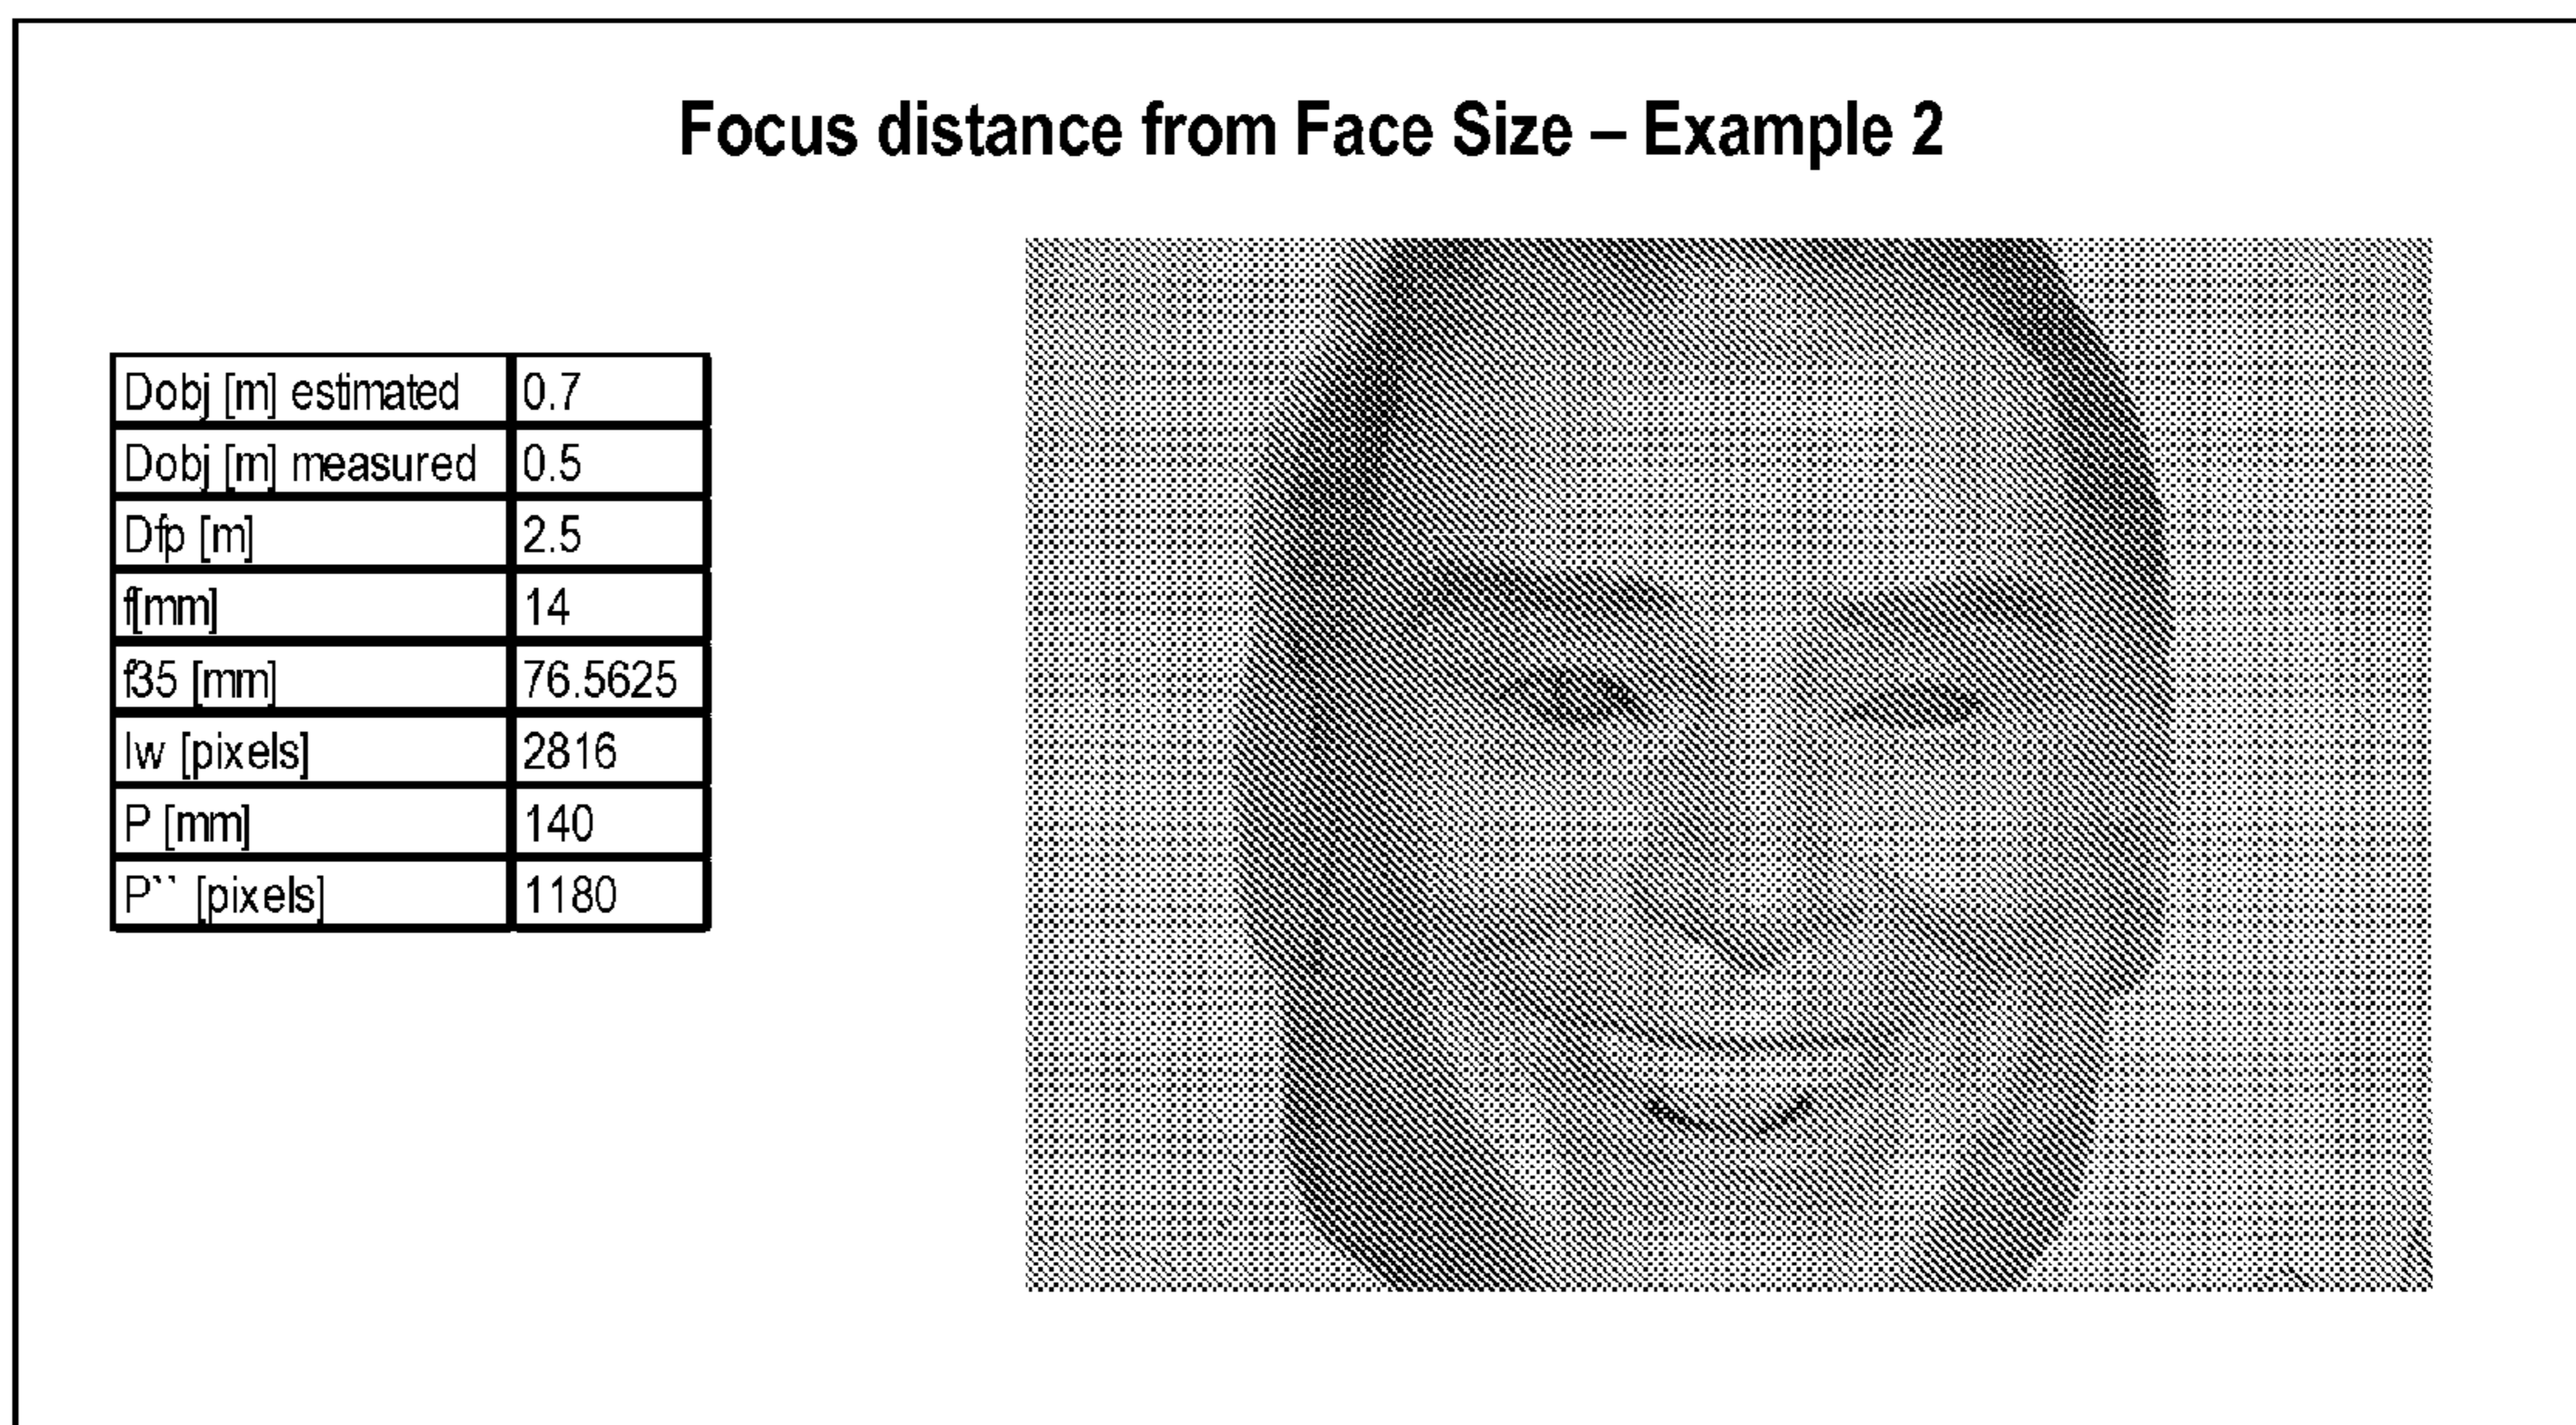 Focus distance from Face Size – Example 2
Dobj [m] estimated 0.7
Dobj [m] measured 0.5
Dfp [m] 2.5
f[mm] 14
f35 [mm] 76.5625
Iw [pixels] 2816
P [mm] 140
P`` [pixels] 1180